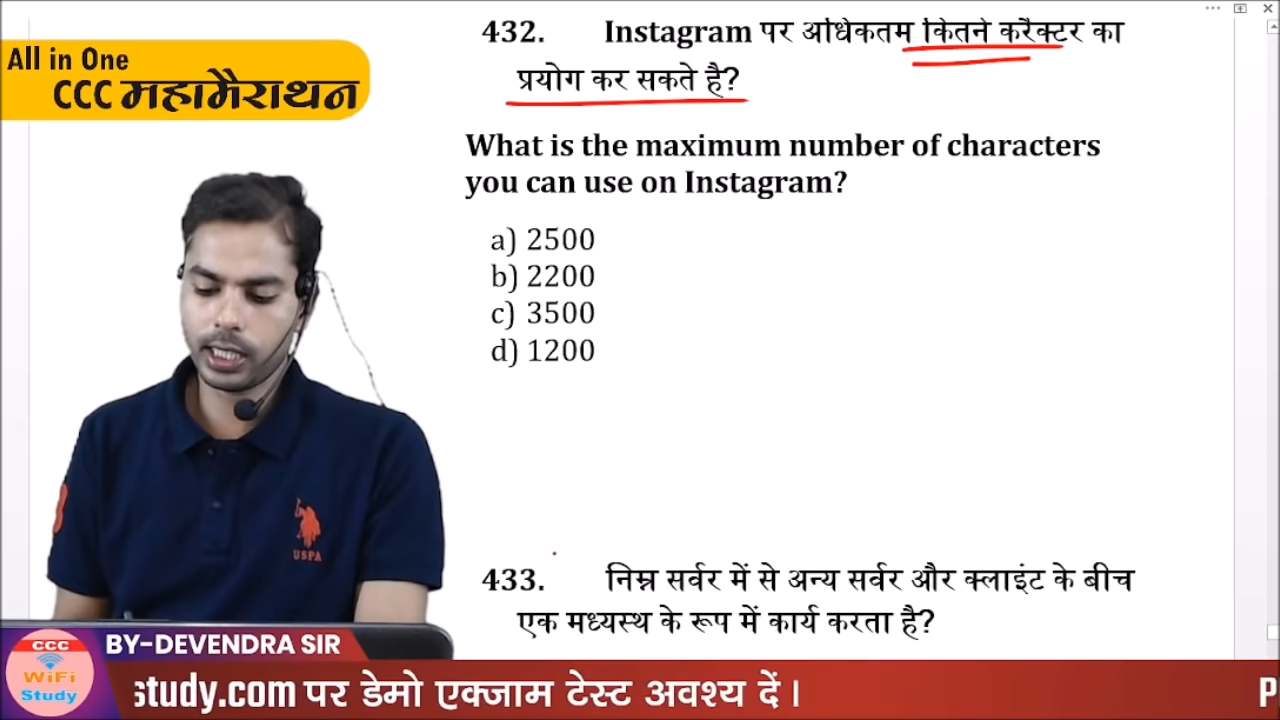 All in One
CCC महामैराथन
432. Instagram पर अधिकतम कितने करैक्टर का
प्रयोग कर सकते है?
What is the maximum number of characters
you can use on Instagram?
a) 2500
b) 2200
c) 3500
d) 1200
USPA
433. निम्न सर्वर में से अन्य सर्वर और क्लाइंट के बीच
एक मध्यस्थ के रूप में कार्य करता है?
BY-DEVENDRA SIR
CCC
WiFi
Study
study.com पर डेमो एक्जाम टेस्ट अवश्य दें।
P